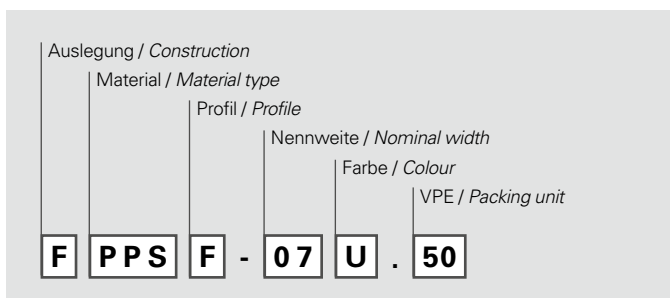 Auslegung / Construction
Material / Material type
Profil / Profile
Nennweite / Nominal width
Farbe / Colour
VPE / Packing unit
F PPS F - 07 U . 50